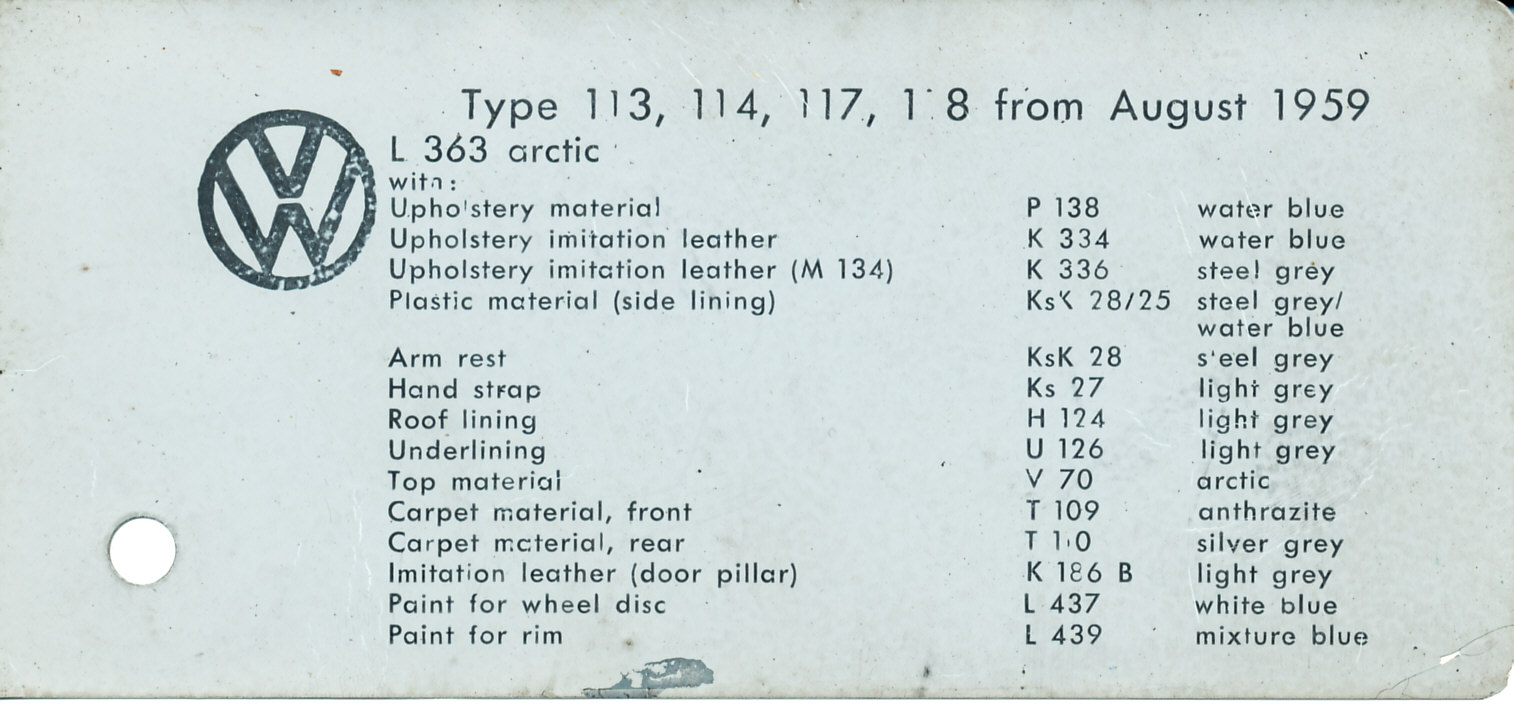 Type 113, 114, 117, 118 from August 1959
L 363 arctic
with:
Upholstery material P 138 water blue
Upholstery imitation leather K 334 water blue
Upholstery imitation leather (M 134) K 336 steel grey
Plastic material (side lining) KsK 28/25 steel grey/
water blue
Arm rest KsK 28 steel grey
Hand strap Ks 27 light grey
Roof lining H 124 light grey
Underlining U 126 light grey
Top material V 70 arctic
Carpet material, front T 109 anthrazite
Carpet material, rear T 110 silver grey
Imitation leather (door pillar) K 186 B light grey
Paint for wheel disc L 437 white blue
Paint for rim L 439 mixture blue